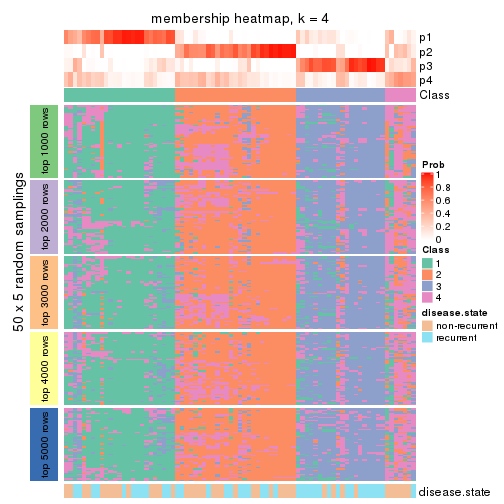 membership heatmap, k = 4
p1
p2
p3
p4
Class
50 x 5 random samplings
top 1000 rows
top 2000 rows
top 3000 rows
top 4000 rows
top 5000 rows
disease.state
Prob
1
0.8
0.6
0.4
0.2
0
Class
1
2
3
4
disease.state
non-recurrent
recurrent